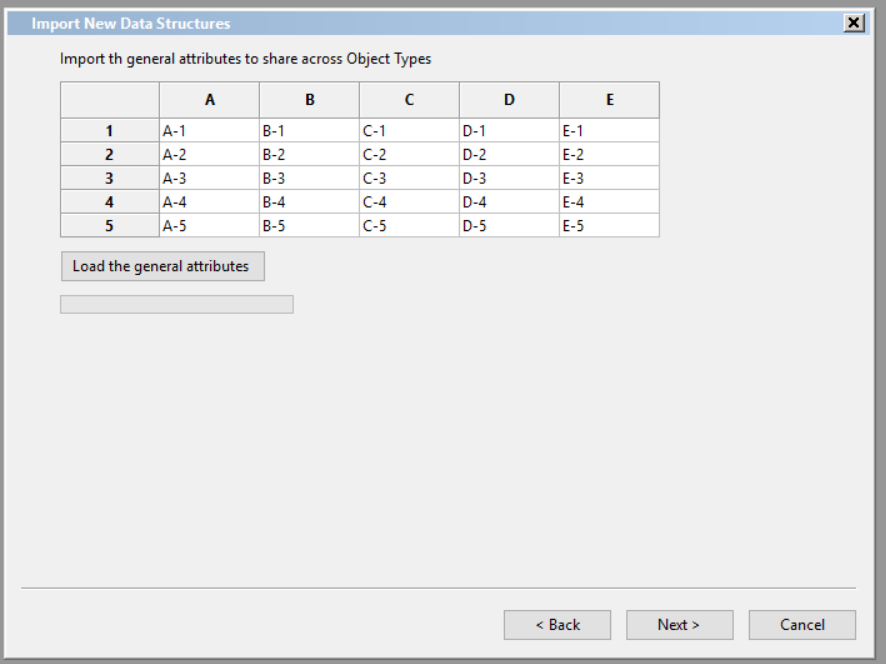 Import New Data Structures
Import th general attributes to share across Object Types
A B C D E
1 A-1 B-1 C-1 D-1 E-1
2 A-2 B-2 C-2 D-2 E-2
3 A-3 B-3 C-3 D-3 E-3
4 A-4 B-4 C-4 D-4 E-4
5 A-5 B-5 C-5 D-5 E-5
Load the general attributes
< Back Next > Cancel